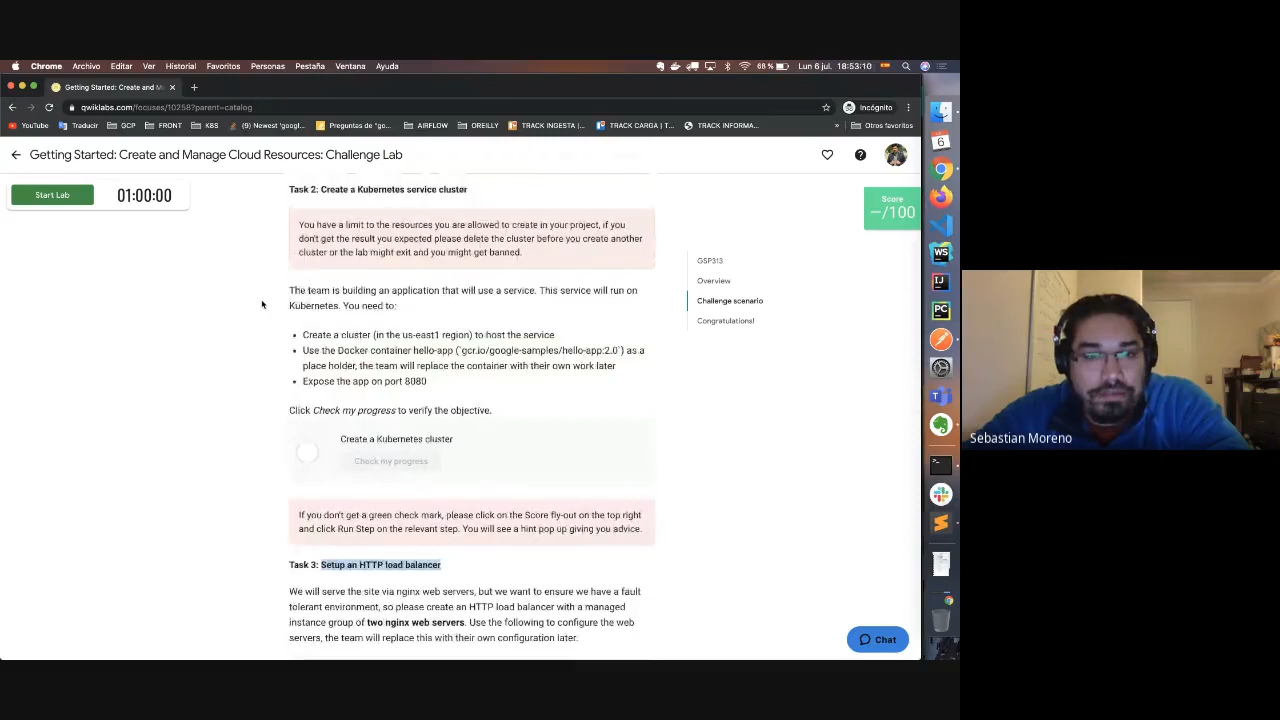 Chrome Archivo Editar Ver Historial Favoritos Personas Pestaña Ventana Ayuda 68 % Lun 6 jul. 18:53:10
Getting Started: Create and M
qwiklabs.com/focuses/10258?parent=catalog Incógnito
YouTube Traducir GCP FRONT K8S (9) Newest 'googl... Preguntas de "go... AIRFLOW OREILLY TRACK INGESTA (... TRACK CARGA ( T... TRACK INFORMA... » Otros favoritos
Getting Started: Create and Manage Cloud Resources: Challenge Lab
Start Lab 01:00:00
Score
—/100
Task 2: Create a Kubernetes service cluster
You have a limit to the resources you are allowed to create in your project, if you
don't get the result you expected please delete the cluster before you create another
cluster or the lab might exit and you might get banned.
The team is building an application that will use a service. This service will run on
Kubernetes. You need to:
• Create a cluster (in the us-east1 region) to host the service
• Use the Docker container hello-app (`gcr.io/google-samples/hello-app:2.0`) as a
place holder, the team will replace the container with their own work later
• Expose the app on port 8080
Click Check my progress to verify the objective.
Create a Kubernetes cluster
Check my progress
If you don't get a green check mark, please click on the Score fly-out on the top right
and click Run Step on the relevant step. You will see a hint pop up giving you advice.
Task 3: Setup an HTTP load balancer
We will serve the site via nginx web servers, but we want to ensure we have a fault
tolerant environment, so please create an HTTP load balancer with a managed
instance group of two nginx web servers. Use the following to configure the web
servers, the team will replace this with their own configuration later.
GSP313
Overview
Challenge scenario
Congratulations!
Chat
6
WS
IJ
PC
Sebastian Moreno